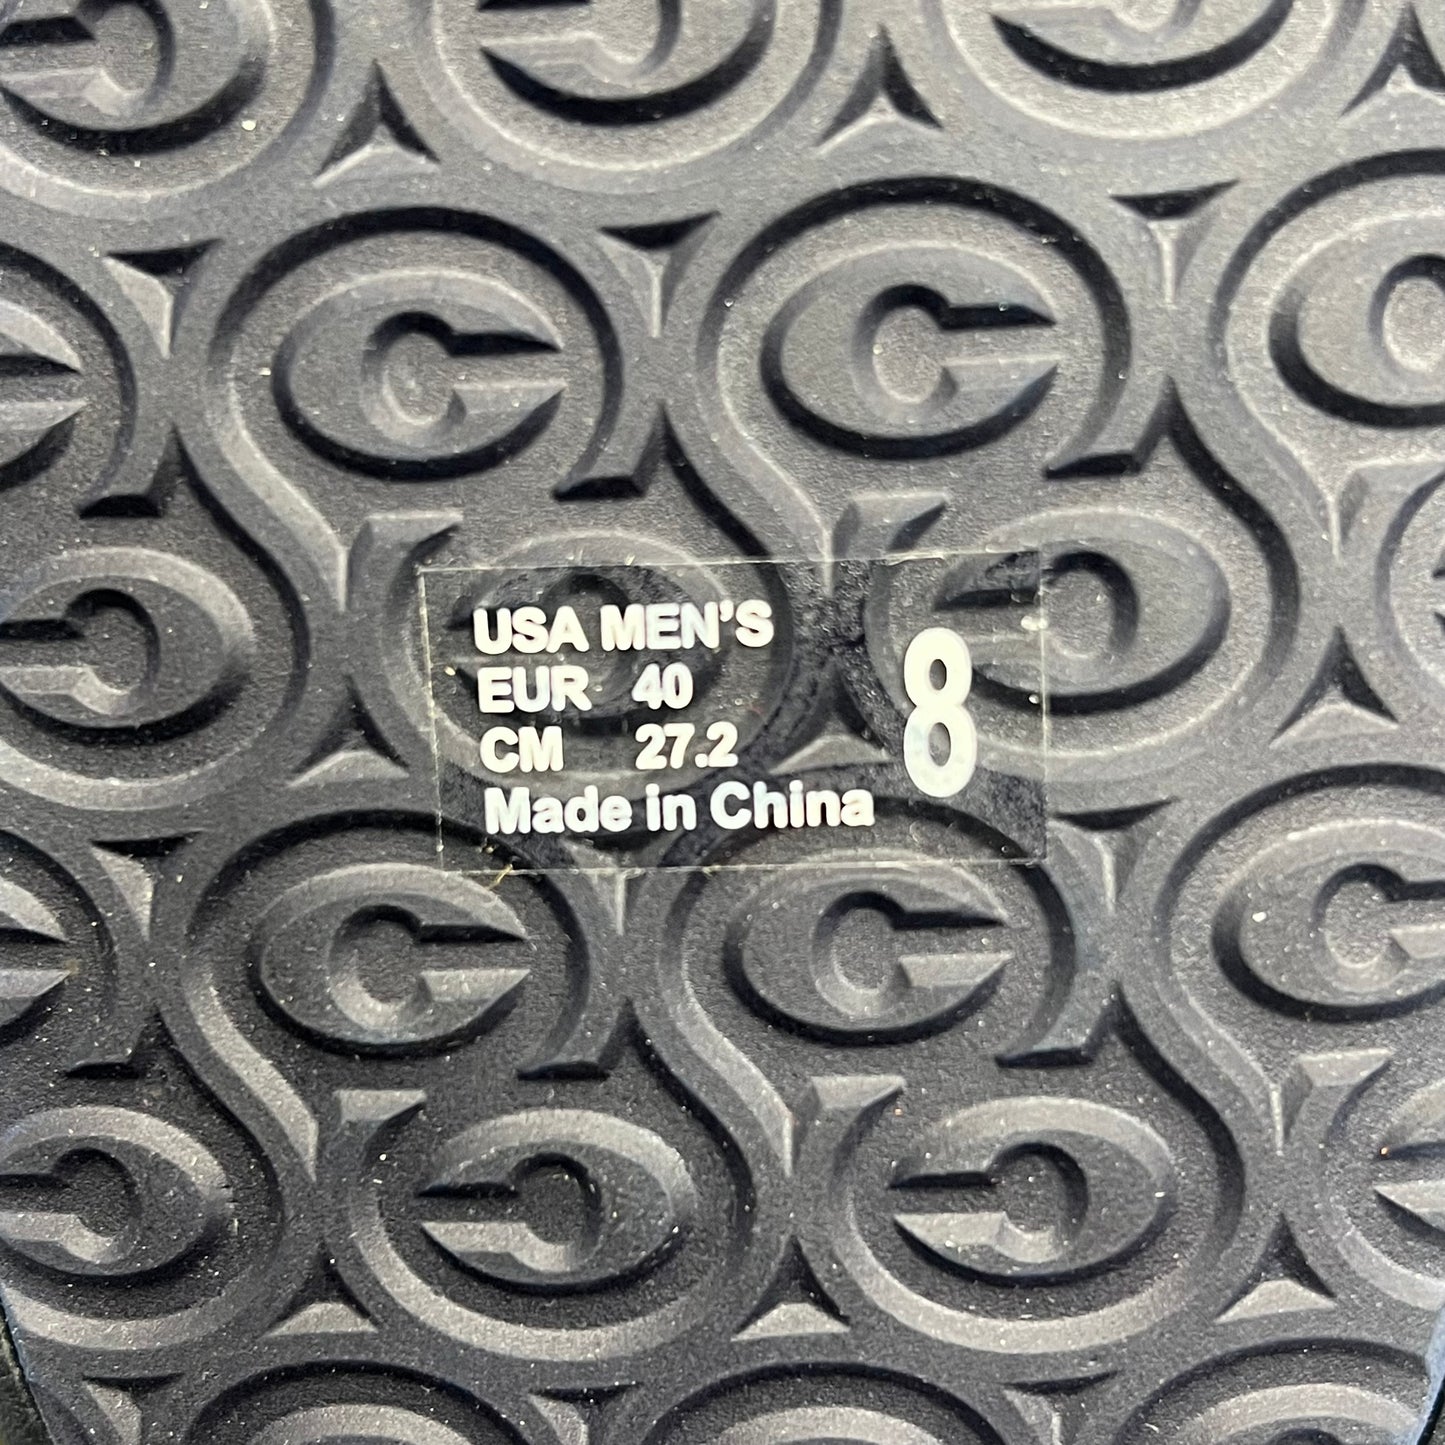 USA MEN'S
EUR 40
CM 27.2
Made in China
8